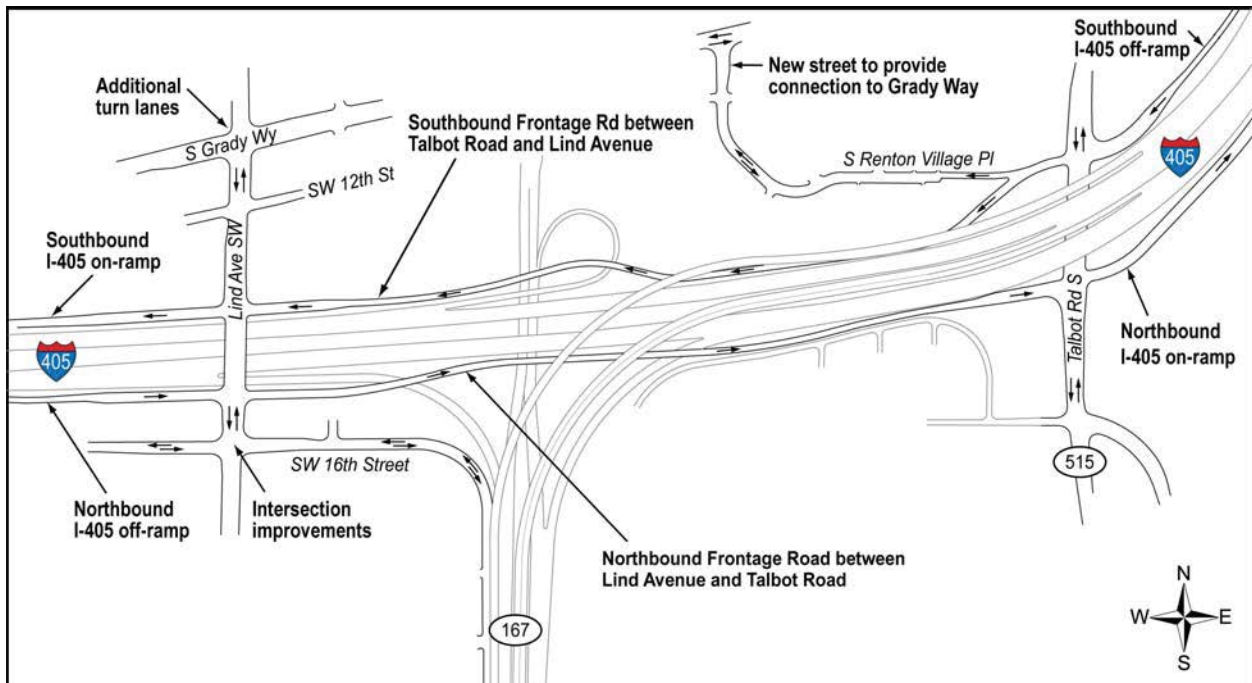 Southbound
I-405 off-ramp
New street to provide
connection to Grady Way
Additional
turn lanes
S Grady Wy
Southbound Frontage Rd between
Talbot Road and Lind Avenue
S Renton Village Pl
405
SW 12th St
Southbound
I-405 on-ramp
Lind Ave SW
405
Talbot Rd S
Northbound
I-405 on-ramp
SW 16th Street
515
Northbound
I-405 off-ramp
Intersection
improvements
Northbound Frontage Road between
Lind Avenue and Talbot Road
167
N
W
E
S